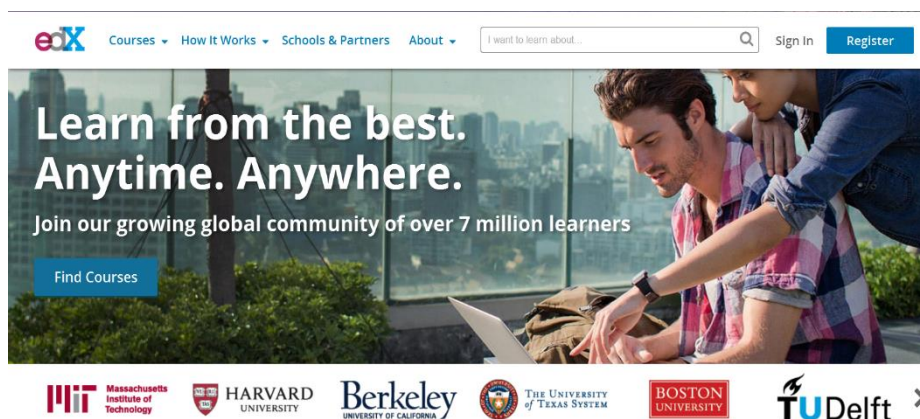 edX
Courses How It Works Schools & Partners About I want to learn about... Sign In Register
Learn from the best.
Anytime. Anywhere.
Join our growing global community of over 7 million learners
Find Courses
Massachusetts
Institute of
Technology
HARVARD
UNIVERSITY
Berkeley
UNIVERSITY OF CALIFORNIA
THE UNIVERSITY
of TEXAS SYSTEM
BOSTON
UNIVERSITY
TUDelft